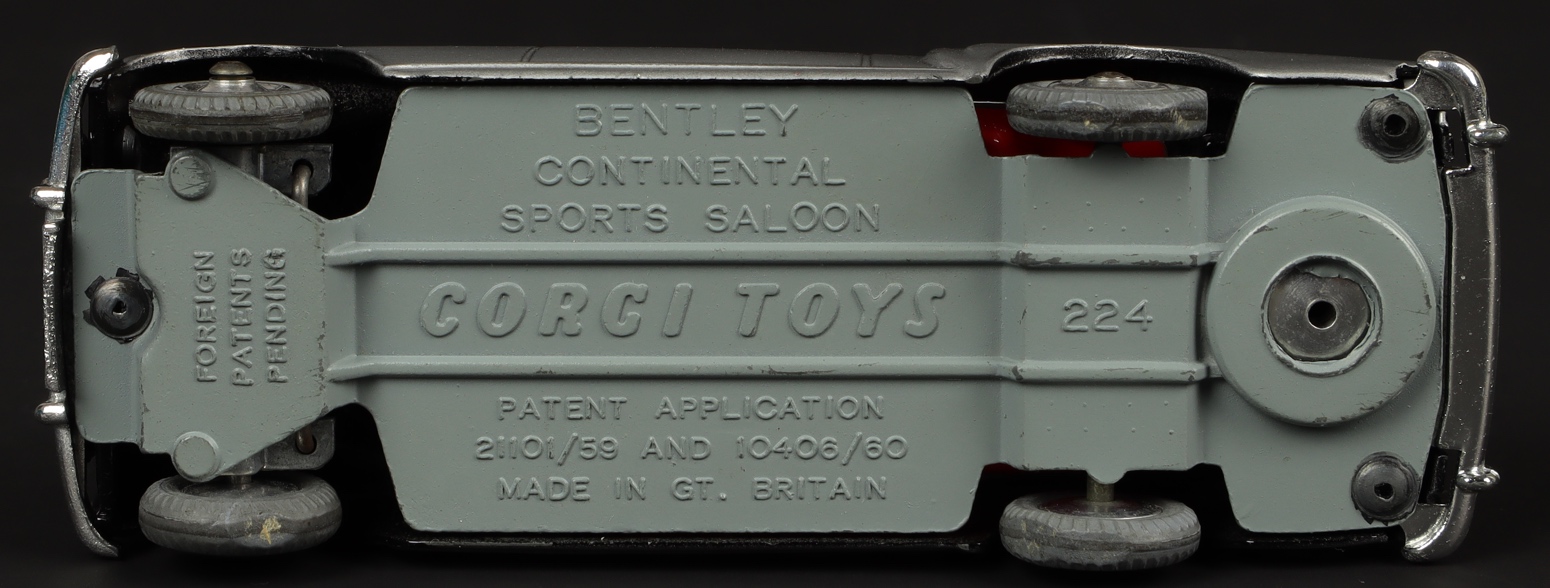 BENTLEY
CONTINENTAL
SPORTS SALOON
FOREIGN
PATENTS
PENDING
CORGI TOYS
224
PATENT APPLICATION
21101/59 AND 10406/60
MADE IN GT. BRITAIN